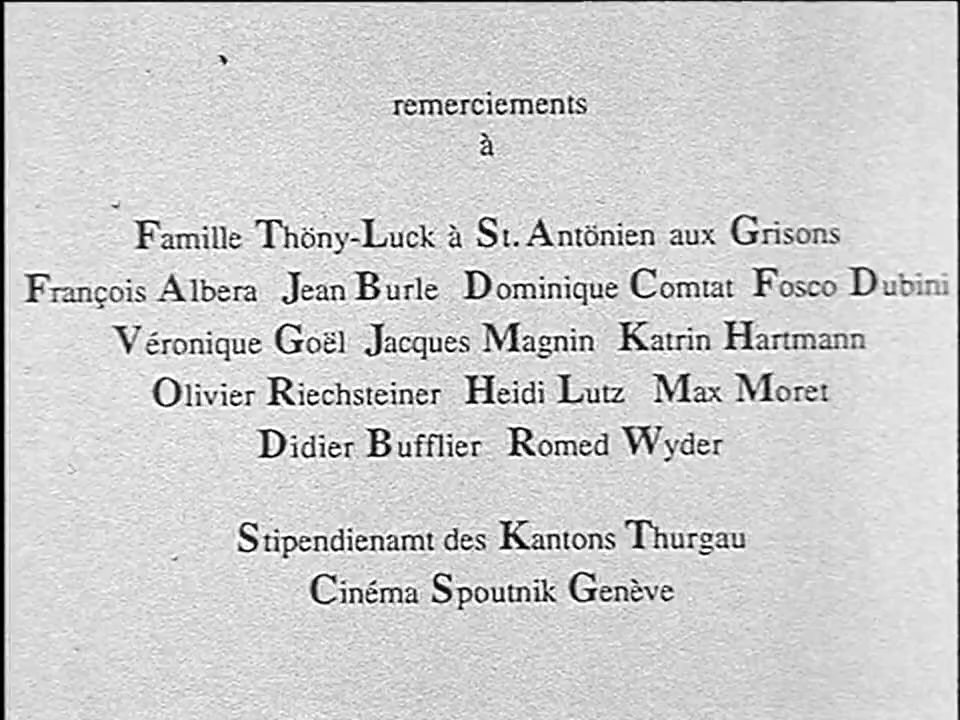 remerciements
à
Famille Thöny-Luck à St. Antönien aux Grisons
François Albera Jean Burle Dominique Comtat Fosco Dubini
Véronique Goël Jacques Magnin Katrin Hartmann
Olivier Riechsteiner Heidi Lutz Max Moret
Didier Bufflier Romed Wyder
Stipendienamt des Kantons Thurgau
Cinéma Spoutnik Genève